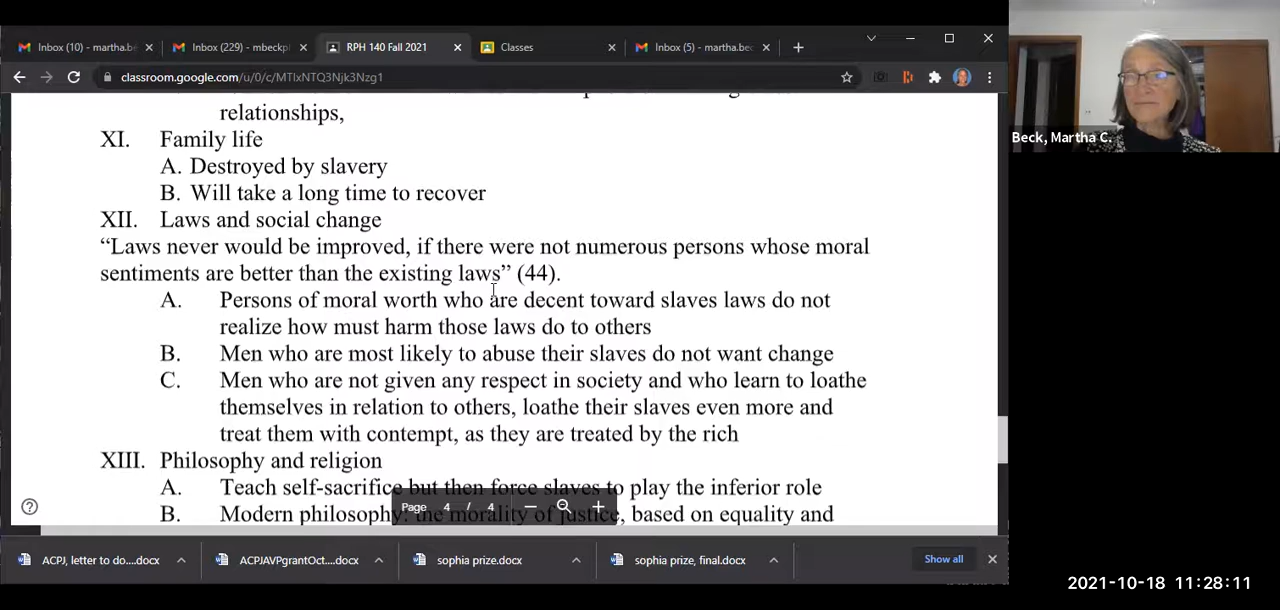 Inbox (10) - martha.b
Inbox (229) - mbeckp
RPH 140 Fall 2021
Classes
Inbox (5) - martha.bec
classroom.google.com/u/0/c/MTIxNTQ3Njk3Nzg1
relationships,
XI. Family life
A. Destroyed by slavery
B. Will take a long time to recover
XII. Laws and social change
“Laws never would be improved, if there were not numerous persons whose moral
sentiments are better than the existing laws” (44).
A. Persons of moral worth who are decent toward slaves laws do not
realize how must harm those laws do to others
B. Men who are most likely to abuse their slaves do not want change
C. Men who are not given any respect in society and who learn to loathe
themselves in relation to others, loathe their slaves even more and
treat them with contempt, as they are treated by the rich
XIII. Philosophy and religion
A. Teach self-sacrifice but then force slaves to play the inferior role
B. Modern philosophy: the morality of justice, based on equality and
Page 4 / 4
ACPJ, letter to do....docx
ACPJAVPgrantOct....docx
sophia prize.docx
sophia prize, final.docx
Show all
Beck, Martha C.
2021-10-18 11:28:11